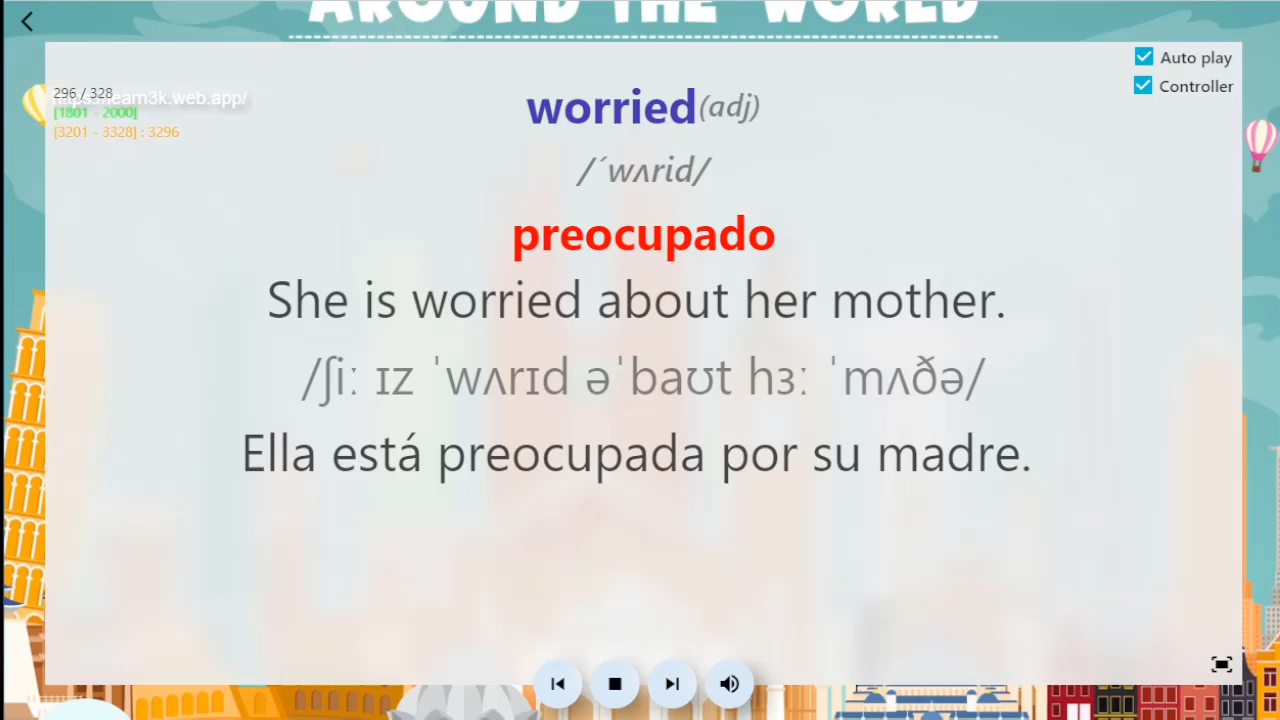 AROUND THE WORLD
Auto play
Controller
296 / 328
https://learn3k.web.app/
[1801 - 2000]
[3201 - 3328] : 3296
worried(adj)
/´wʌrid/
preocupado
She is worried about her mother.
/ʃiː ɪz ˈwʌrɪd əˈbaʊt hɜː ˈmʌðə/
Ella está preocupada por su madre.